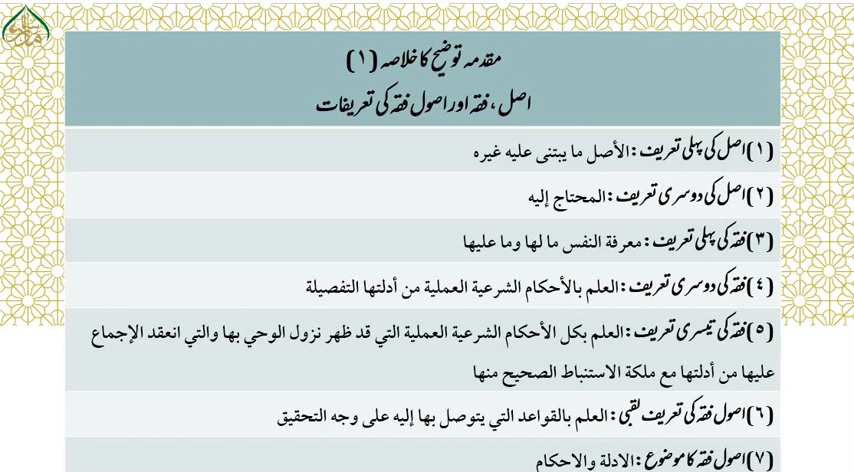 مقدمہ توضیح کا خلاصہ (۱)
اصل، فقہ اور اصول فقہ کی تعریفات
(۱) اصل کی پہلی تعریف: الأصل ما يبتنى عليه غيره
(۲) اصل کی دوسری تعریف: المحتاج إليه
(۳) فقہ کی پہلی تعریف: معرفة النفس ما لها وما عليها
(۴) فقہ کی دوسری تعریف: العلم بالأحكام الشرعية العملية من أدلتها التفصيلة
(۵) فقہ کی تیسری تعریف: العلم بكل الأحكام الشرعية العملية التي قد ظهر نزول الوحي بها والتي انعقد الإجماع
عليها من أدلتها مع ملكة الاستنباط الصحيح منها
(۶) اصول فقہ کی تعریف لقبی: العلم بالقواعد التي يتوصل بها إليه على وجه التحقيق
(۷) اصول فقہ کا موضوع: الادلة والاحكام